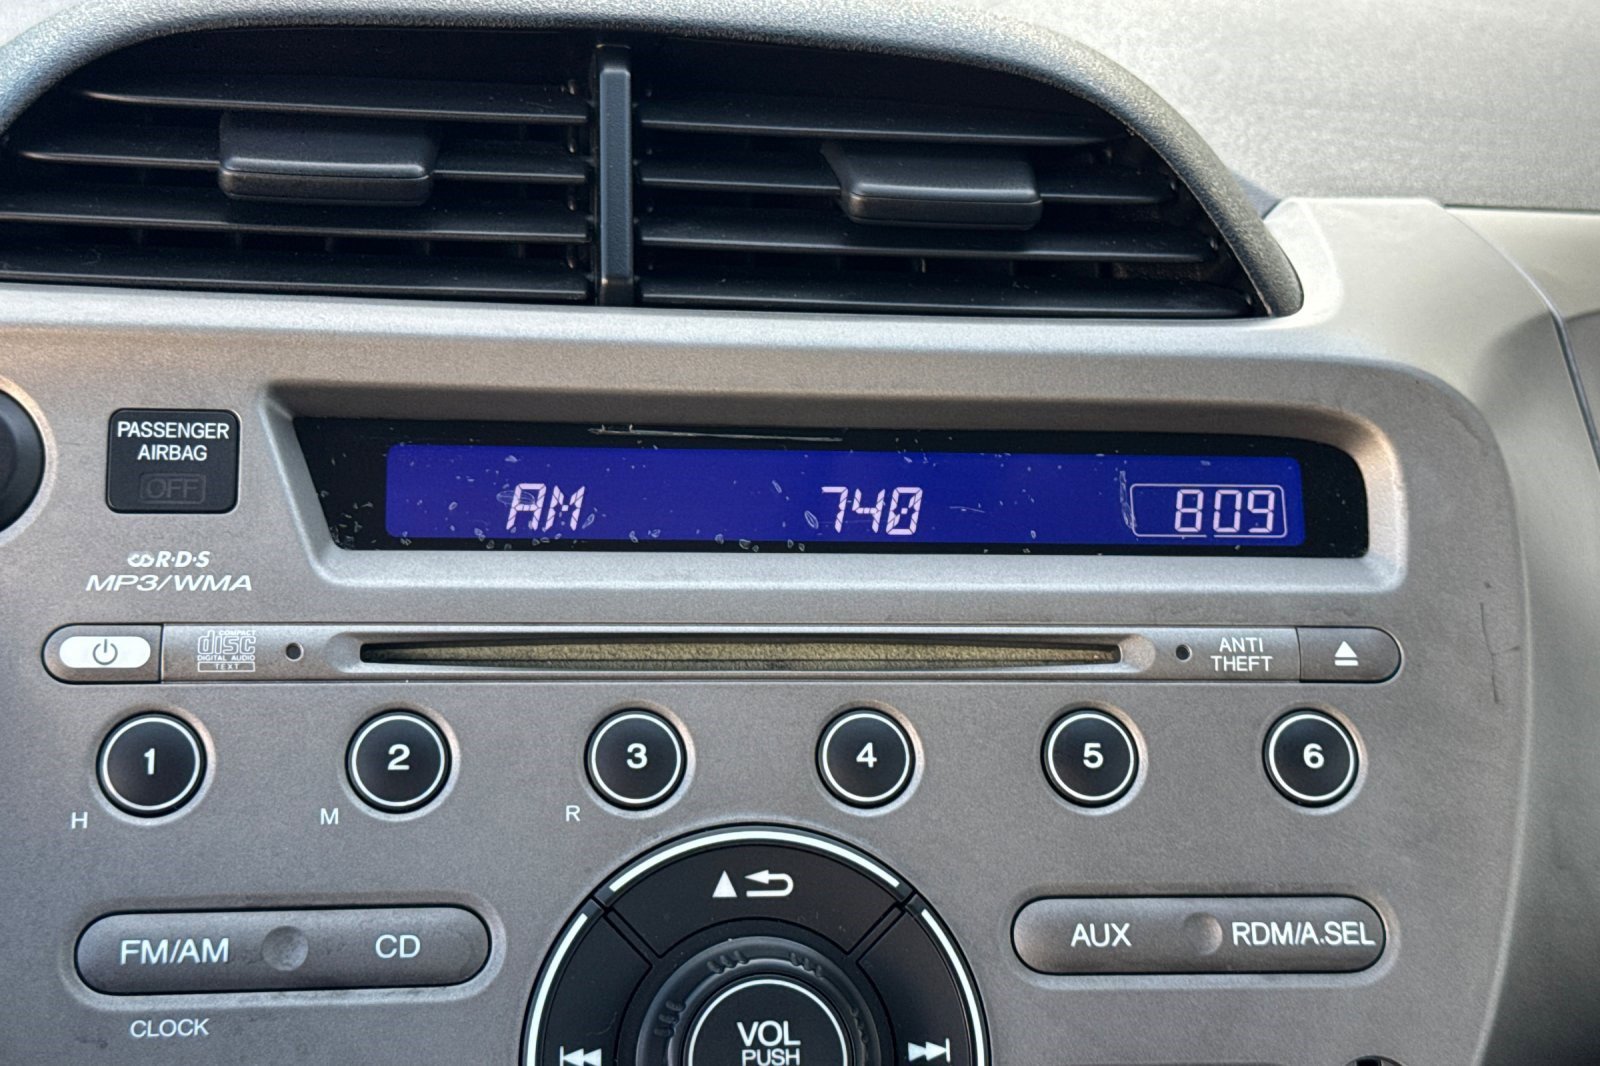 PASSENGER
AIRBAG
OFF
AM 740 809
R·D·S
MP3/WMA
COMPACT
disc
DIGITAL AUDIO
TEXT
ANTI
THEFT
1 2 3 4 5 6
H M R
FM/AM CD
AUX RDM/A.SEL
CLOCK
VOL
PUSH